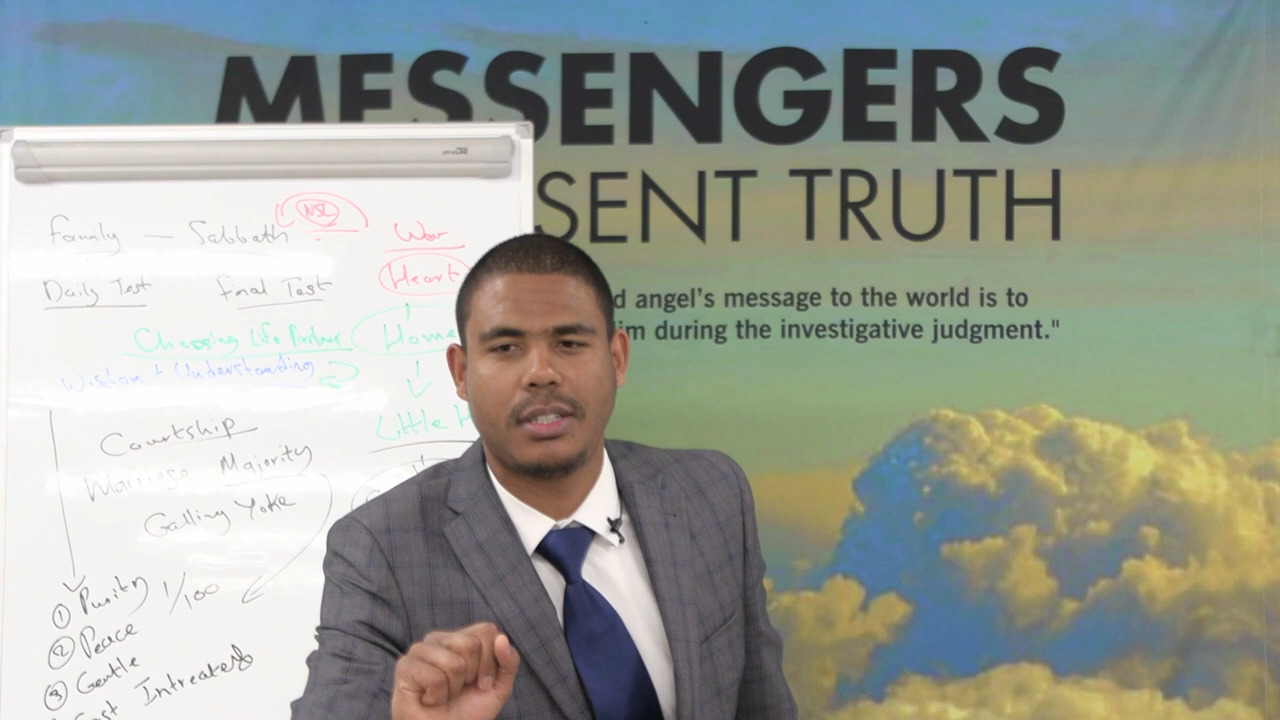 MESSENGERS
SENT TRUTH
d angel's message to the world is to
im during the investigative judgment."
Family — Sabbath
NSL
War
Heart
Daily Test Final Test
Choosing Life Partner
Home
Wisdom + Understanding
Little H
Courtship
Marriage Majority
Galling Yoke
① Purity 1/100
② Peace
③ Gentle
Intreated